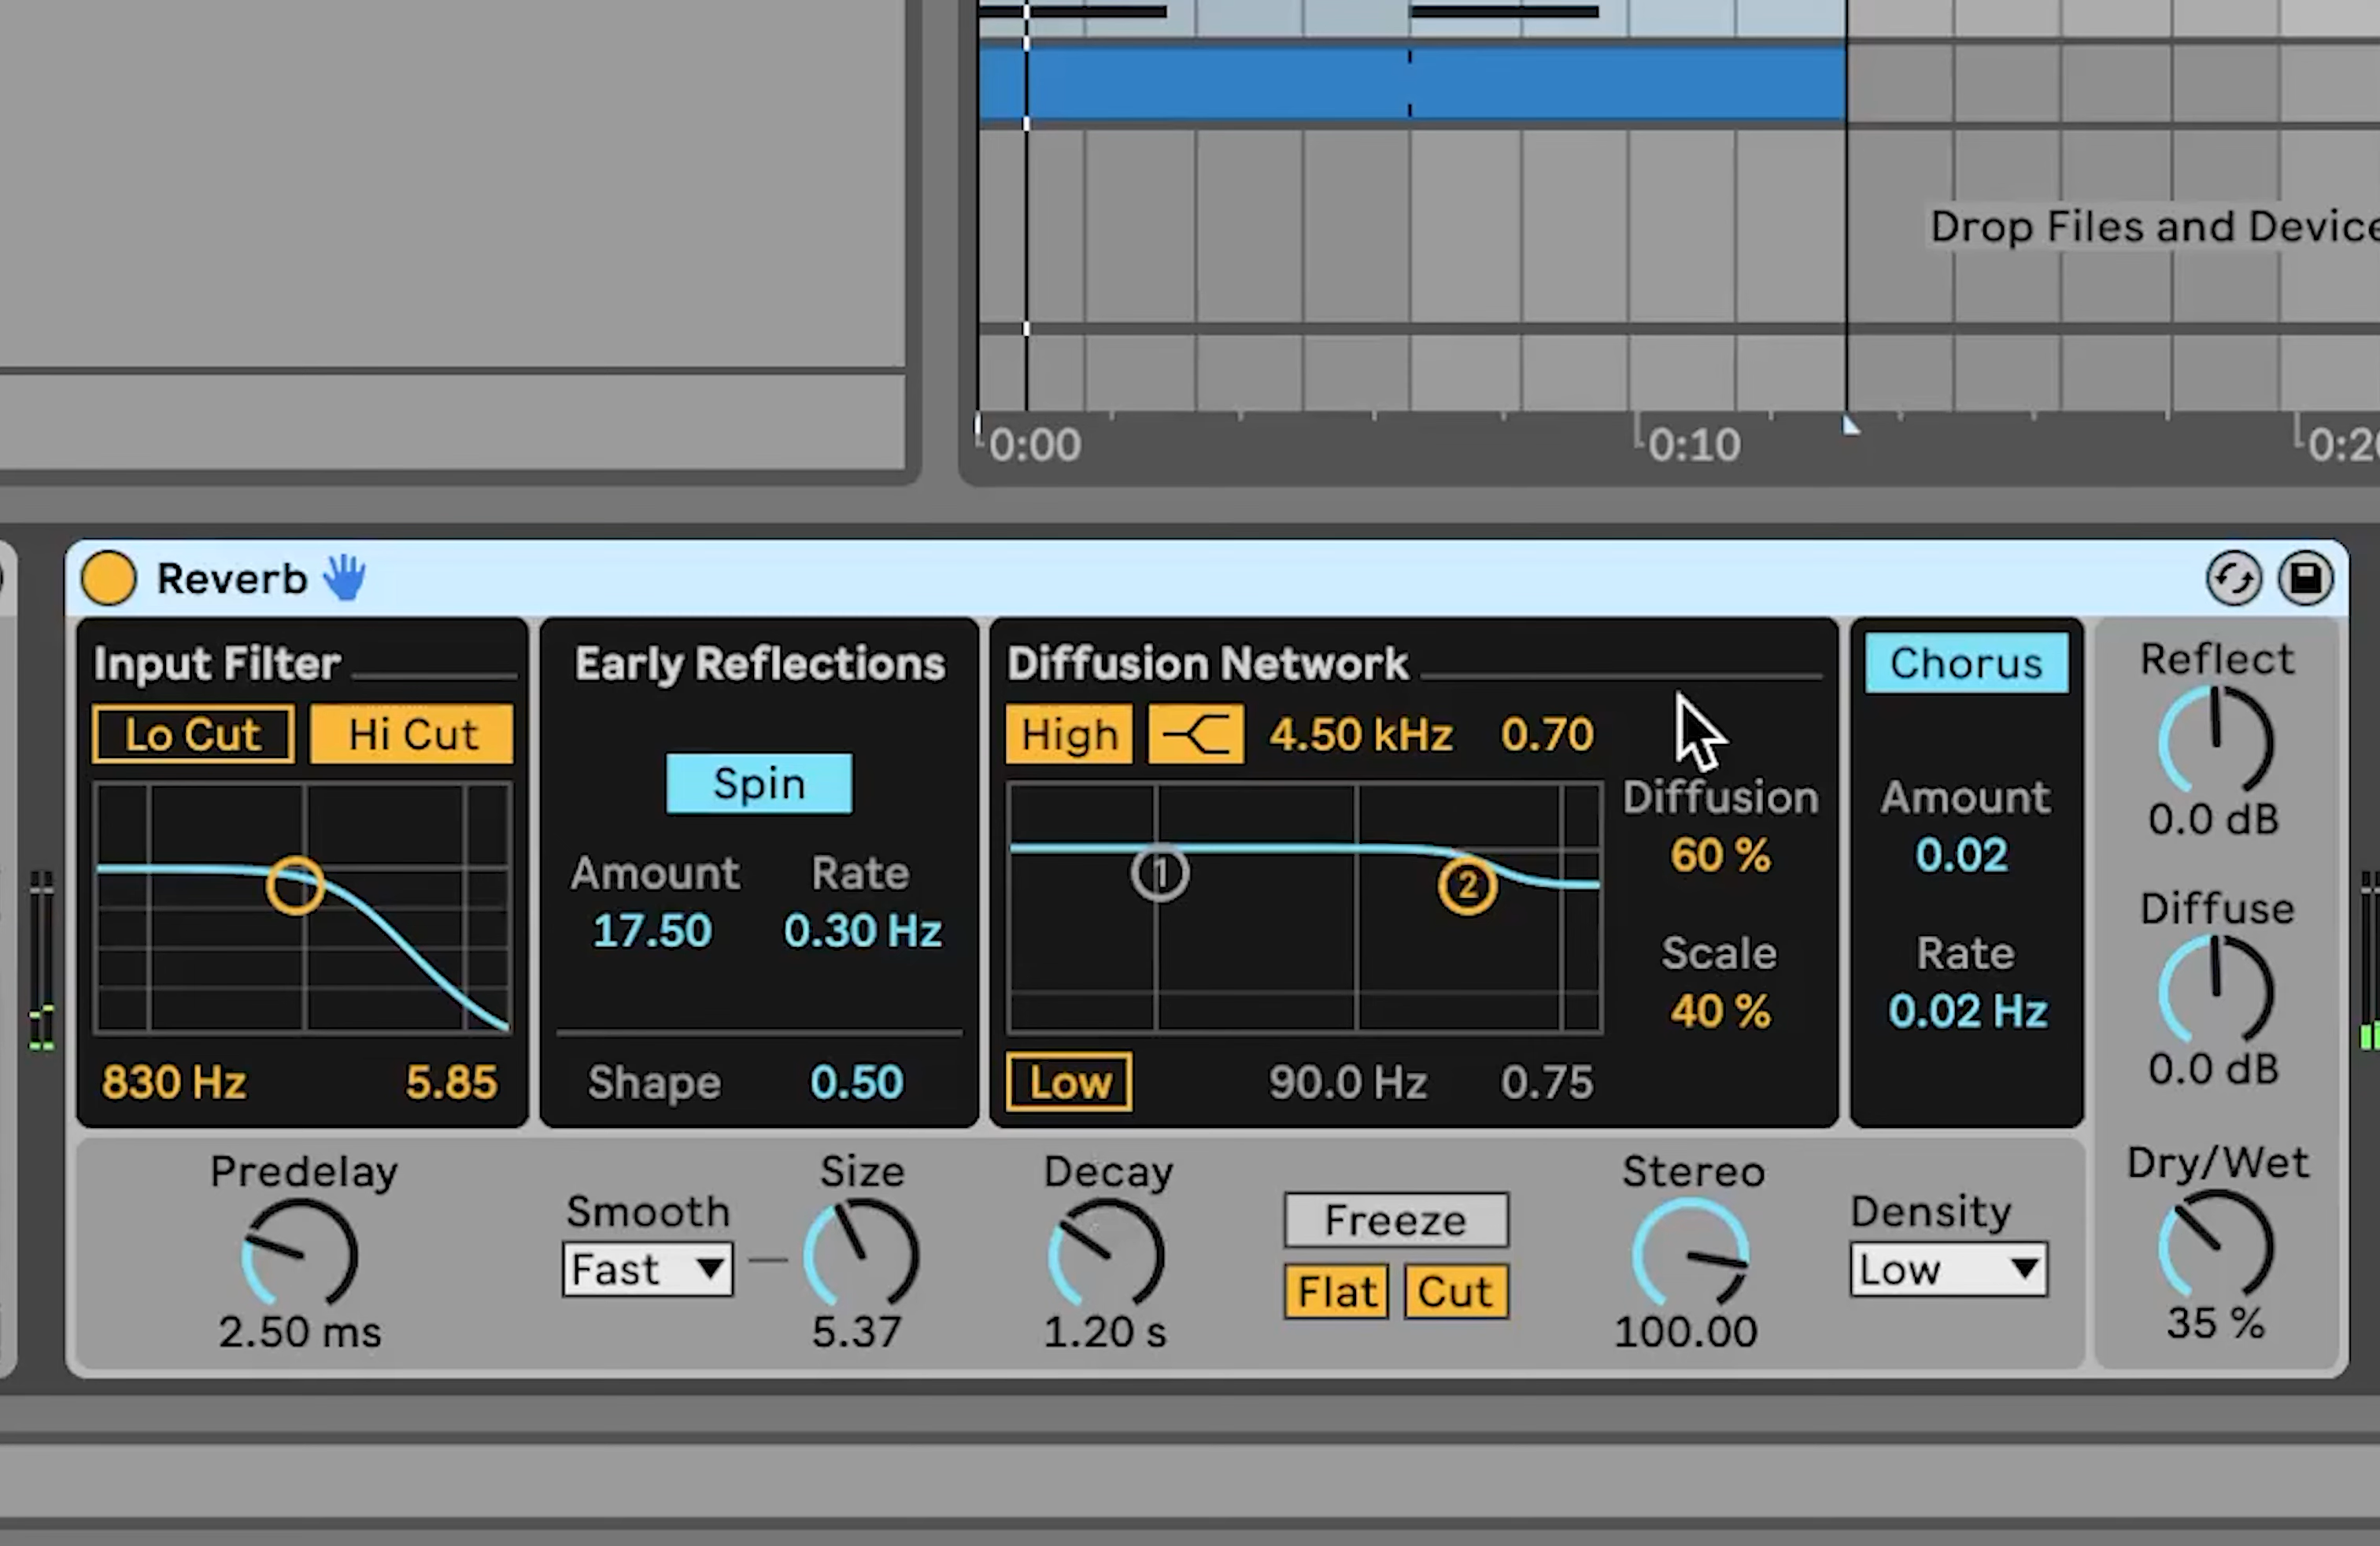 Drop Files and Device
0:00
0:10
0:20
Reverb
Input Filter
Lo Cut
Hi Cut
830 Hz
5.85
Early Reflections
Spin
Amount
Rate
17.50
0.30 Hz
Shape
0.50
Diffusion Network
High
4.50 kHz
0.70
1
2
Diffusion
60 %
Scale
40 %
Low
90.0 Hz
0.75
Chorus
Amount
0.02
Rate
0.02 Hz
Reflect
0.0 dB
Diffuse
0.0 dB
Dry/Wet
35 %
Predelay
2.50 ms
Smooth
Fast
Size
5.37
Decay
1.20 s
Freeze
Flat
Cut
Stereo
100.00
Density
Low